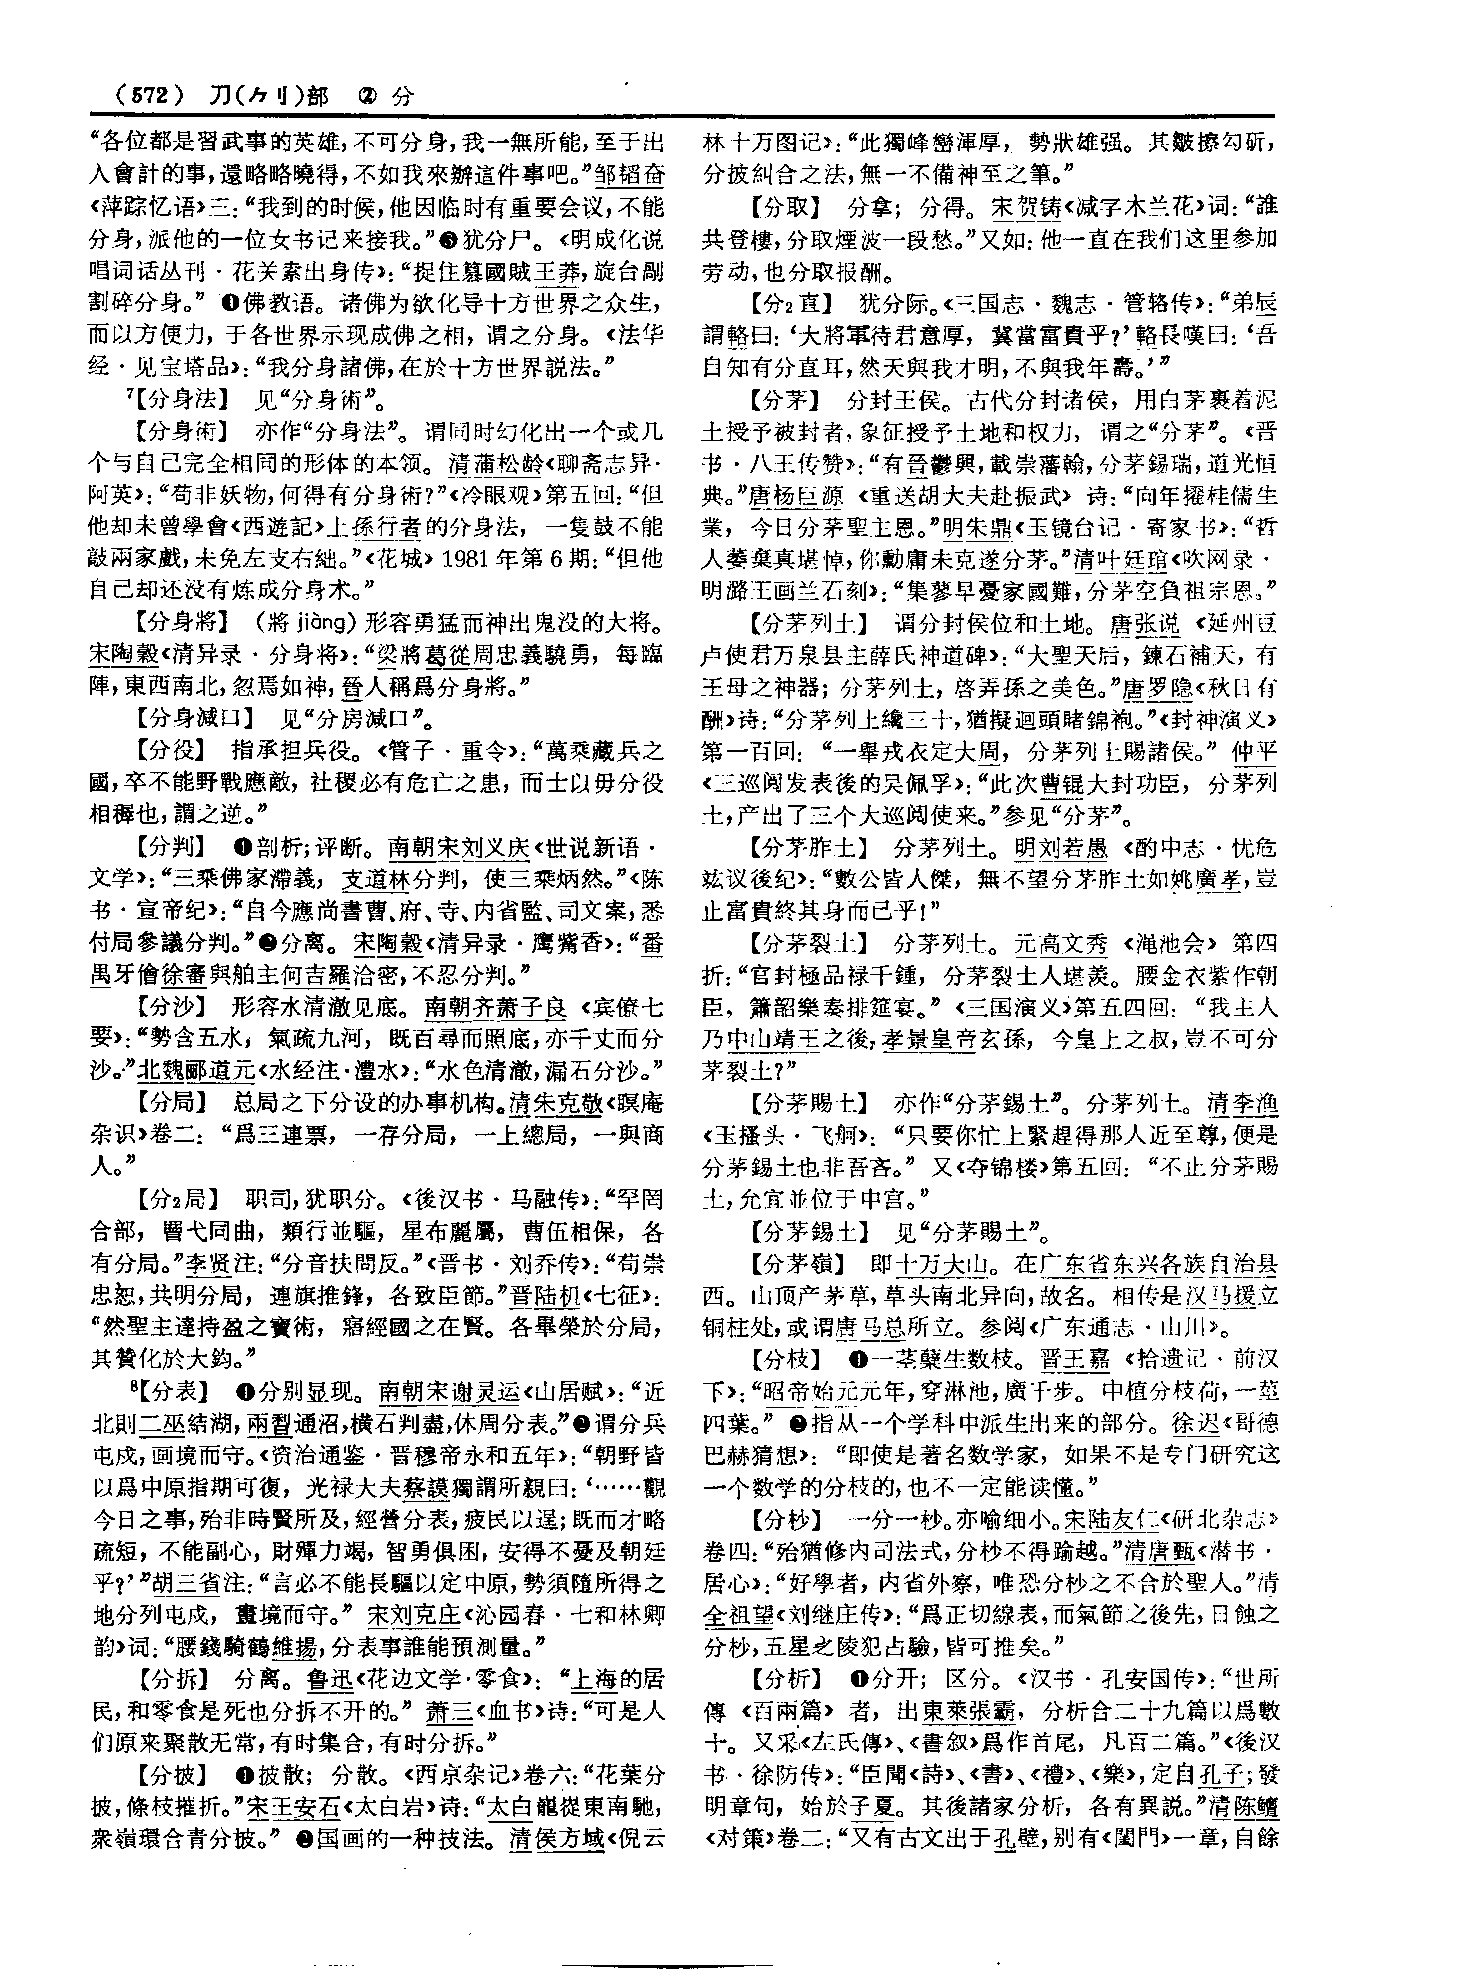 (572) 刀(⺈刂)部 ② 分
“各位都是習武事的英雄,不可分身,我一無所能,至于出
入會計的事,還略略曉得,不如我來辦這件事吧。”邹韬奋
《萍踪忆语》三:“我到的时候,他因临时有重要会议,不能
分身,派他的一位女书记来接我。”❸犹分尸。《明成化说
唱词话丛刊·花关索出身传》:“捉住篡國賊王莽,旋台剮
割碎分身。” ❹佛教语。诸佛为欲化导十方世界之众生,
而以方便力,于各世界示现成佛之相,谓之分身。《法华
经·见宝塔品》:“我分身諸佛,在於十方世界説法。”
7【分身法】 见“分身術”。
【分身術】 亦作“分身法”。谓同时幻化出一个或几
个与自己完全相同的形体的本领。清蒲松龄《聊斋志异·
阿英》:“苟非妖物,何得有分身術?”《冷眼观》第五回:“但
他却未曾學會《西遊記》上孫行者的分身法,一隻鼓不能
敲兩家戲,未免左支右絀。”《花城》1981年第6期:“但他
自己却还没有炼成分身术。”
【分身將】 (將 jiàng)形容勇猛而神出鬼没的大将。
宋陶穀《清异录·分身将》:“梁將葛從周忠義驍勇,每臨
陣,東西南北,忽焉如神,晉人稱爲分身將。”
【分身減口】 见“分房減口”。
【分役】 指承担兵役。《管子·重令》:“萬乘藏兵之
國,卒不能野戰應敵,社稷必有危亡之患,而士以毋分役
相稺也,謂之逆。”
【分判】 ❶剖析;评断。南朝宋刘义庆《世说新语·
文学》:“三乘佛家滯義,支道林分判,使三乘炳然。”《陈
书·宣帝纪》:“自今應尚書曹、府、寺、内省監、司文案,悉
付局參議分判。”❷分离。宋陶穀《清异录·鹰觜香》:“番
禺牙儈徐審與舶主何吉羅洽密,不忍分判。”
【分沙】 形容水清澈见底。南朝齐萧子良《宾僚七
要》:“勢含五水,氣疏九河,既百尋而照底,亦千丈而分
沙。”北魏郦道元《水经注·澧水》:“水色清澈,漏石分沙。”
【分局】 总局之下分设的办事机构。清朱克敬《暝庵
杂识》卷二:“爲三連票,一存分局,一上總局,一與商
人。”
【分₂局】 职司,犹职分。《後汉书·马融传》:“罕罔
合部,罾弋同曲,類行並驅,星布麗屬,曹伍相保,各
有分局。”李贤注:“分音扶問反。”《晋书·刘乔传》:“苟崇
忠恕,共明分局,連旗推鋒,各致臣節。”晋陆机《七征》:
“然聖主達持盈之寶術,寤經國之在賢。各畢榮於分局,
其贊化於大鈞。”
8【分表】 ❶分别显现。南朝宋谢灵运《山居赋》:“近
北則二巫結湖,兩𥇍通沼,横石判盡,休周分表。”❷谓分兵
屯戍,画境而守。《资治通鉴·晋穆帝永和五年》:“朝野皆
以爲中原指期可復,光禄大夫蔡謨獨謂所親曰:‘……觀
今日之事,殆非時賢所及,經營分表,疲民以逞;既而才略
疏短,不能副心,財殫力竭,智勇俱困,安得不憂及朝廷
乎?’”胡三省注:“言必不能長驅以定中原,勢須隨所得之
地分列屯戍,畫境而守。”宋刘克庄《沁园春·七和林卿
韵》词:“腰錢騎鶴維揚,分表事誰能預測量。”
【分拆】 分离。鲁迅《花边文学·零食》:“上海的居
民,和零食是死也分拆不开的。”萧三《血书》诗:“可是人
们原来聚散无常,有时集合,有时分拆。”
【分披】 ❶披散;分散。《西京杂记》卷六:“花葉分
披,條枝摧折。”宋王安石《太白岩》诗:“太白巃嵷東南馳,
衆嶺環合青分披。” ❷国画的一种技法。清侯方域《倪云
林十万图记》:“此獨峰巒渾厚,勢狀雄强。其皴擦勾斫,
分披糾合之法,無一不備神至之筆。”
【分取】 分拿;分得。宋贺铸《减字木兰花》词:“誰
共登樓,分取煙波一段愁。”又如:他一直在我们这里参加
劳动,也分取报酬。
【分₂直】 犹分际。《三国志·魏志·管辂传》:“弟辰
謂輅曰:‘大將軍待君意厚,冀當富貴乎?’輅長嘆曰:‘吾
自知有分直耳,然天與我才明,不與我年壽。’”
【分茅】 分封王侯。古代分封诸侯,用白茅裹着泥
土授予被封者,象征授予土地和权力,谓之“分茅”。《晋
书·八王传赞》:“有晉鬱興,載崇藩翰,分茅錫瑞,道光恒
典。”唐杨巨源《重送胡大夫赴振武》诗:“向年擢桂儒生
業,今日分茅聖主恩。”明朱鼎《玉镜台记·寄家书》:“哲
人萎棄真堪悼,你勳庸未克遂分茅。”清叶廷琯《吹网录·
明潞王画兰石刻》:“集蓼早憂家國難,分茅空負祖宗恩。”
【分茅列土】 谓分封侯位和土地。唐张说《延州豆
卢使君万泉县主薛氏神道碑》:“大聖天后,鍊石補天,有
王母之神器;分茅列土,啓弄孫之美色。”唐罗隐《秋日有
酬》诗:“分茅列土纔三十,猶擬迴頭賭錦袍。”《封神演义》
第一百回:“一舉戎衣定大周,分茅列土賜諸侯。”仲平
《三巡阅发表後的吴佩孚》:“此次曹锟大封功臣,分茅列
土,产出了三个大巡阅使来。”参见“分茅”。
【分茅胙土】 分茅列土。明刘若愚《酌中志·忧危
竑议後纪》:“數公皆人傑,無不望分茅胙土如姚廣孝,豈
止富貴終其身而已乎!”
【分茅裂土】 分茅列土。元高文秀《渑池会》第四
折:“官封極品禄千鍾,分茅裂土人堪羡。腰金衣紫作朝
臣,簫韶樂奏排筵宴。”《三国演义》第五四回:“我主人
乃中山靖王之後,孝景皇帝玄孫,今皇上之叔,豈不可分
茅裂土?”
【分茅賜土】 亦作“分茅錫土”。分茅列土。清李渔
《玉搔头·飞舸》:“只要你忙上緊趕得那人近至尊,便是
分茅錫土也非吾吝。”又《夺锦楼》第五回:“不止分茅賜
土,允宜並位于中宫。”
【分茅錫土】 见“分茅賜土”。
【分茅嶺】 即十万大山。在广东省东兴各族自治县
西。山顶产茅草,草头南北异向,故名。相传是汉马援立
铜柱处,或谓唐马总所立。参阅《广东通志·山川》。
【分枝】 ❶一茎櫱生数枝。晋王嘉《拾遗记·前汉
下》:“昭帝始元元年,穿淋池,廣千步。中植分枝荷,一莖
四葉。” ❷指从一个学科中派生出来的部分。徐迟《哥德
巴赫猜想》:“即使是著名数学家,如果不是专门研究这
一个数学的分枝的,也不一定能读懂。”
【分杪】 一分一秒。亦喻细小。宋陆友仁《研北杂志》
卷四:“殆猶修内司法式,分杪不得踰越。”清唐甄《潜书·
居心》:“好學者,内省外察,唯恐分杪之不合於聖人。”清
全祖望《刘继庄传》:“爲正切線表,而氣節之後先,日蝕之
分杪,五星之陵犯占驗,皆可推矣。”
【分析】 ❶分开;区分。《汉书·孔安国传》:“世所
傳《百兩篇》者,出東萊張霸,分析合二十九篇以爲數
十。又采《左氏傳》、《書叙》爲作首尾,凡百二篇。”《後汉
书·徐防传》:“臣聞《詩》、《書》、《禮》、《樂》,定自孔子;發
明章句,始於子夏。其後諸家分析,各有異説。”清陈鳣
《对策》卷二:“又有古文出于孔壁,别有《閨門》一章,自餘